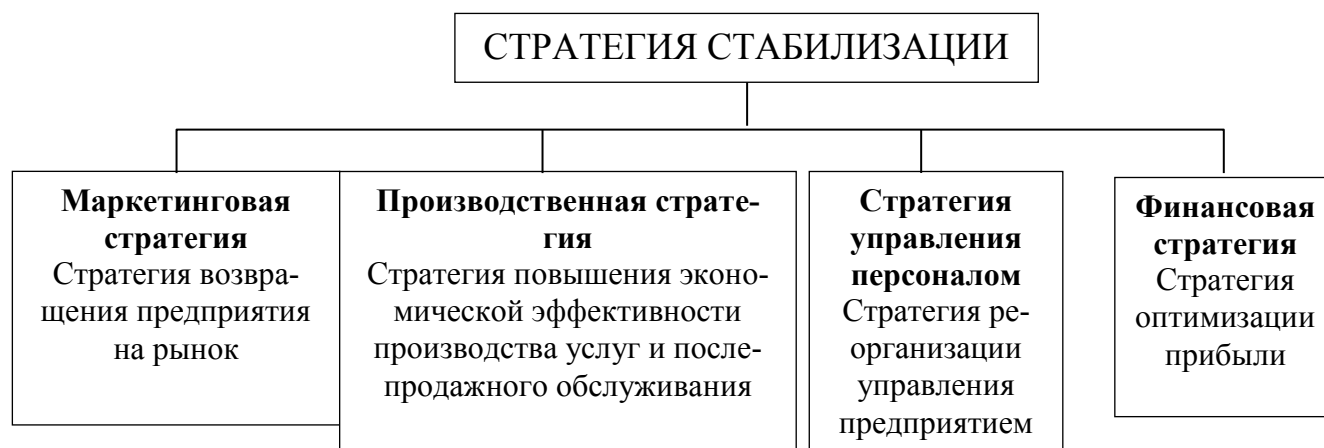 СТРАТЕГИЯ СТАБИЛИЗАЦИИ
Маркетинговая
стратегия
Стратегия возвра-
щения предприятия
на рынок
Производственная страте-
гия
Стратегия повышения эконо-
мической эффективности
производства услуг и после-
продажного обслуживания
Стратегия
управления
персоналом
Стратегия ре-
организации
управления
предприятием
Финансовая
стратегия
Стратегия
оптимизации
прибыли